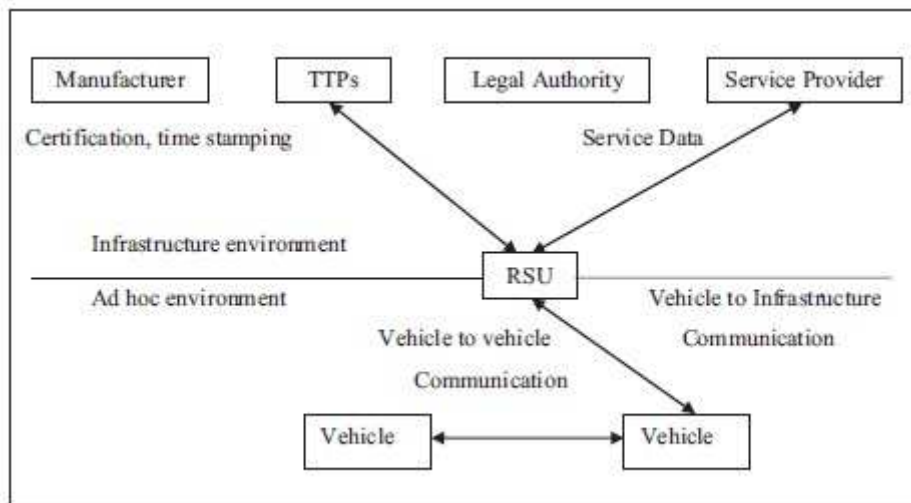 Manufacturer
TTPs
Legal Authority
Service Provider
Certification, time stamping
Service Data
Infrastructure environment
RSU
Ad hoc environment
Vehicle to Infrastructure
Communication
Vehicle to vehicle
Communication
Vehicle
Vehicle